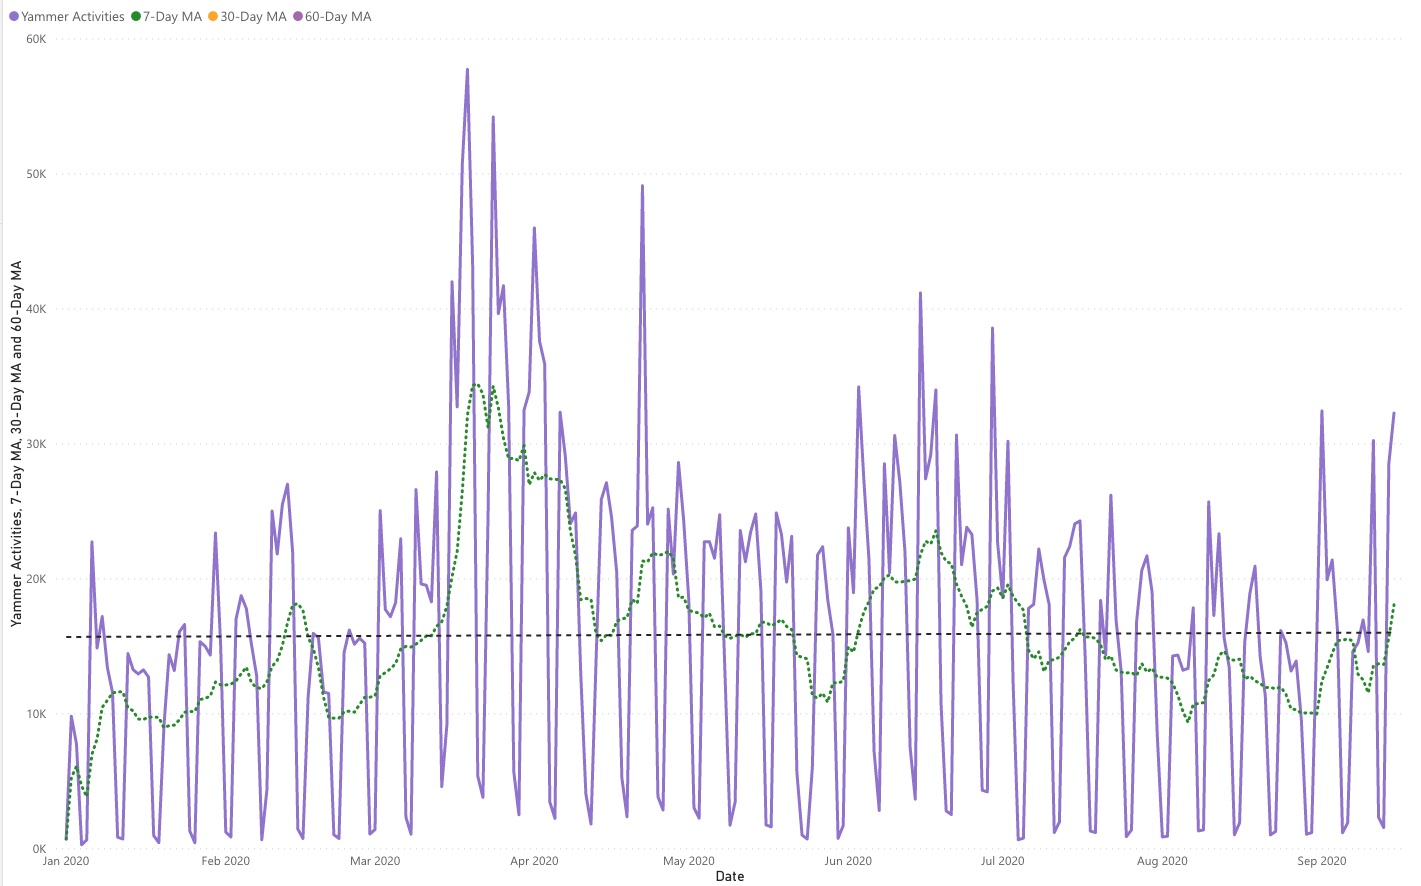 Yammer Activities 7-Day MA 30-Day MA 60-Day MA
60K
50K
40K
30K
20K
10K
0K
Yammer Activities, 7-Day MA, 30-Day MA and 60-Day MA
Jan 2020 Feb 2020 Mar 2020 Apr 2020 May 2020 Jun 2020 Jul 2020 Aug 2020 Sep 2020
Date